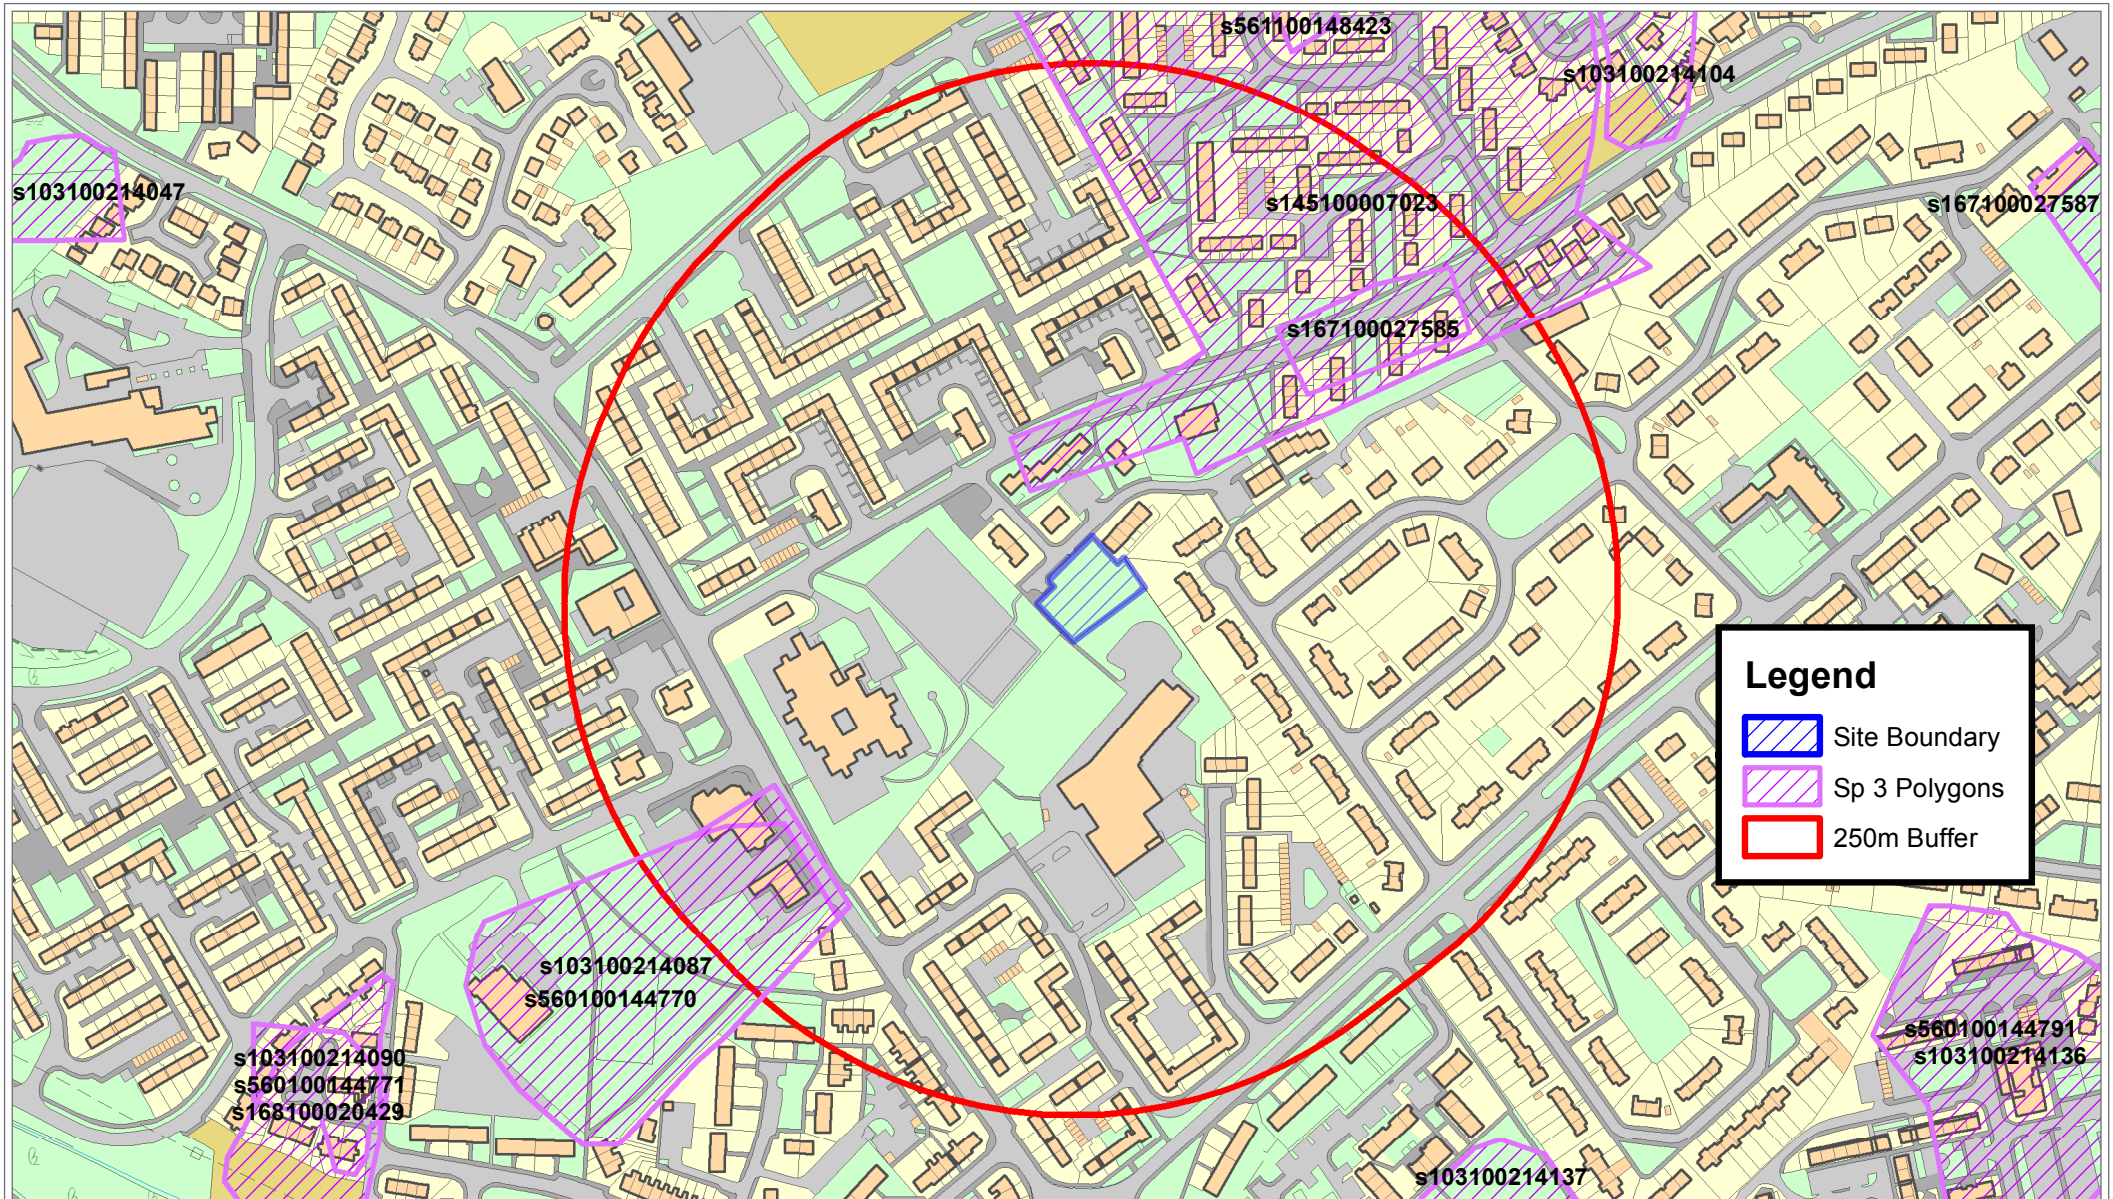 s561100148423
s103100214104
s103100214047
s145100007023
s167100027587
s167100027585
Legend
Site Boundary
Sp 3 Polygons
250m Buffer
s103100214087
s560100144770
s103100214090
s560100144771
s168100020429
s560100144791
s103100214136
s103100214137